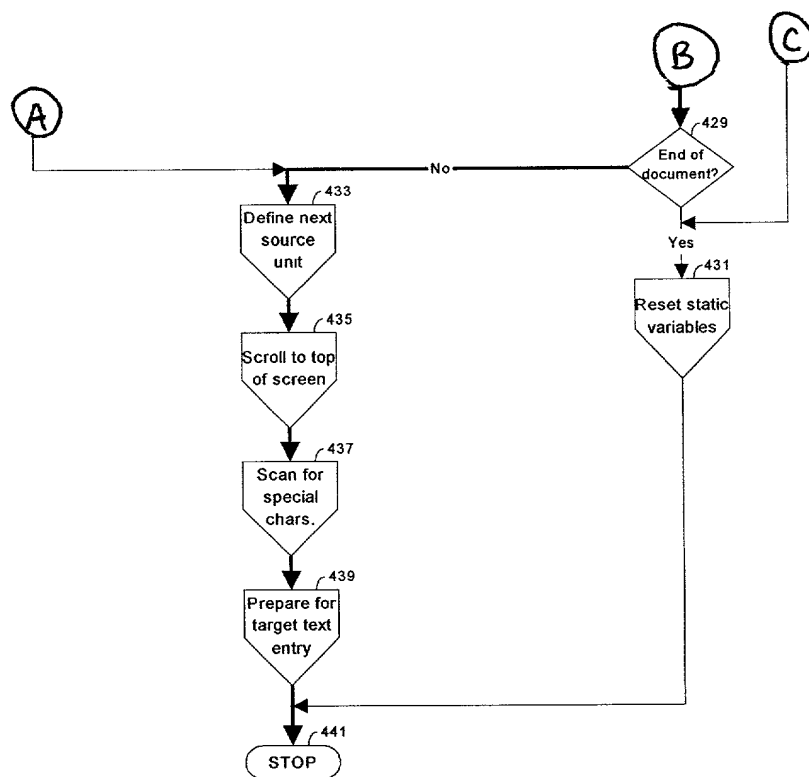 C
B
A
429
End of
document?
No
433
Define next
source
unit
Yes
431
Reset static
variables
435
Scroll to top
of screen
437
Scan for
special
chars.
439
Prepare for
target text
entry
441
STOP